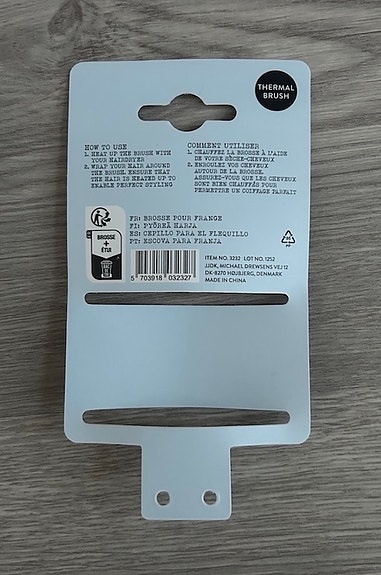 THERMAL
BRUSH
HOW TO USE
1. HEAT UP THE BRUSH WITH
YOUR HAIRDRYER
2. WRAP YOUR HAIR AROUND
THE BRUSH. ENSURE THAT
THE HAIR IS HEATED UP TO
ENABLE PERFECT STYLING
COMMENT UTILISER
1. CHAUFFEZ LA BROSSE À L'AIDE
DE VOTRE SÈCHE-CHEVEUX
2. ENROULEZ VOS CHEVEUX
AUTOUR DE LA BROSSE.
ASSUREZ-VOUS QUE LES CHEVEUX
SONT BIEN CHAUFFÉS POUR
PERMETTRE UN COIFFAGE PARFAIT
FR: BROSSE POUR FRANGE
FI: PYÖREÄ HARJA
ES: CEPILLO PARA EL FLEQUILLO
PT: ESCOVA PARA FRANJA
BROSSE
+
ÉTUI
5 703918 032327
ITEM NO. 3232 LOT NO. 1252
JJDK, MICHAEL DREWSENS VEJ 12
DK-8270 HØJBJERG, DENMARK
MADE IN CHINA